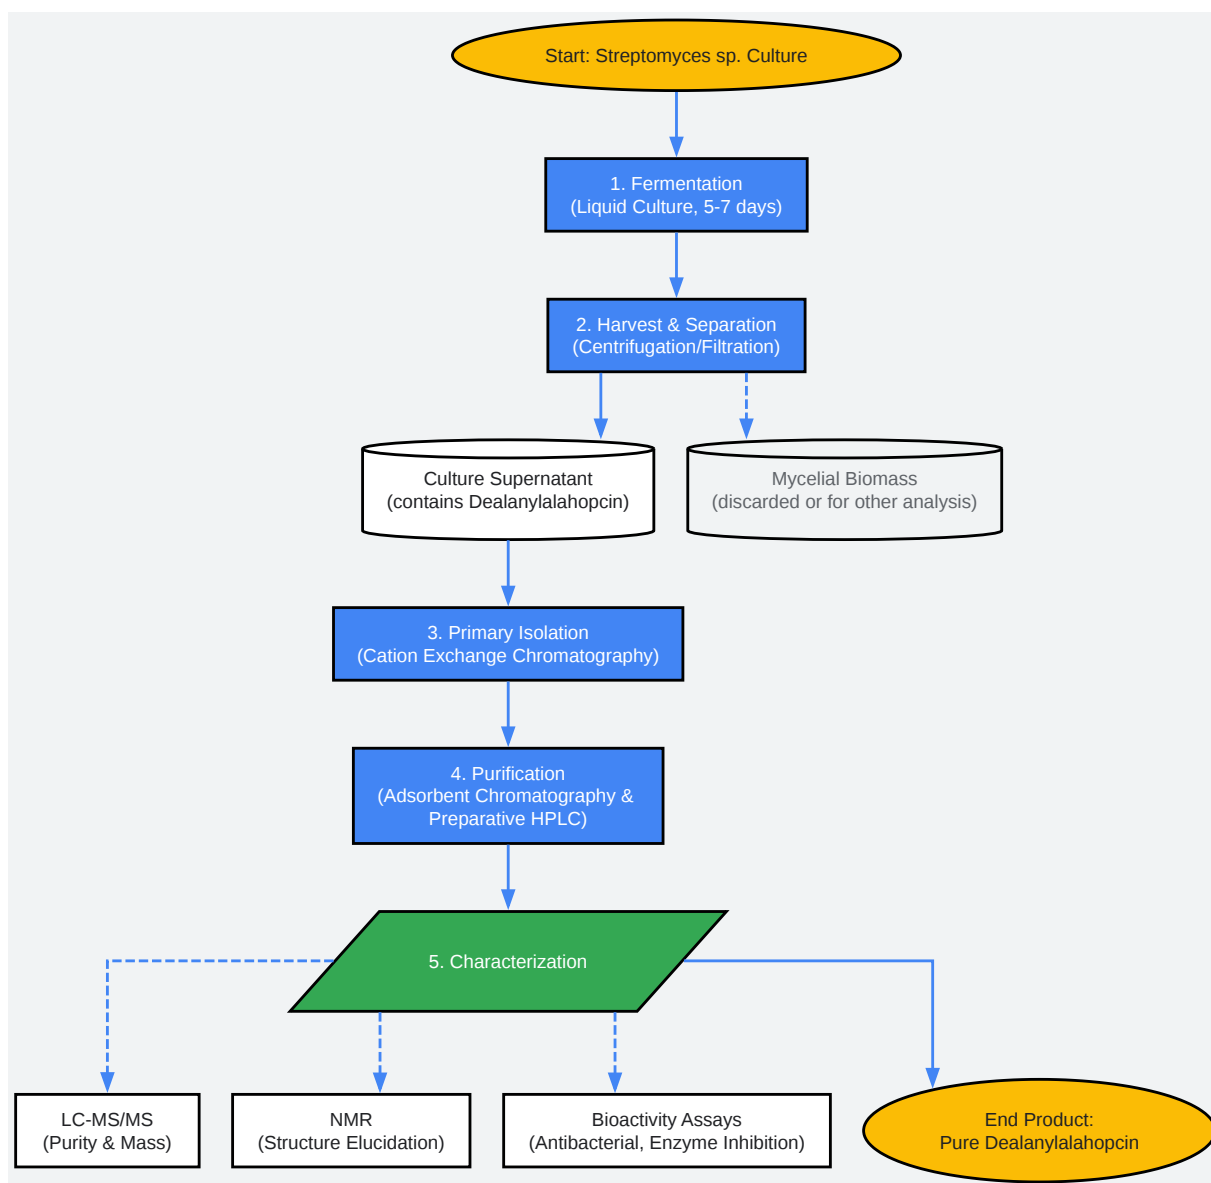 Start: Streptomyces sp. Culture
1. Fermentation
(Liquid Culture, 5-7 days)
2. Harvest & Separation
(Centrifugation/Filtration)
Culture Supernatant
(contains Dealanylalahopcin)
Mycelial Biomass
(discarded or for other analysis)
3. Primary Isolation
(Cation Exchange Chromatography)
4. Purification
(Adsorbent Chromatography &
Preparative HPLC)
5. Characterization
LC-MS/MS
(Purity & Mass)
NMR
(Structure Elucidation)
Bioactivity Assays
(Antibacterial, Enzyme Inhibition)
End Product:
Pure Dealanylalahopcin